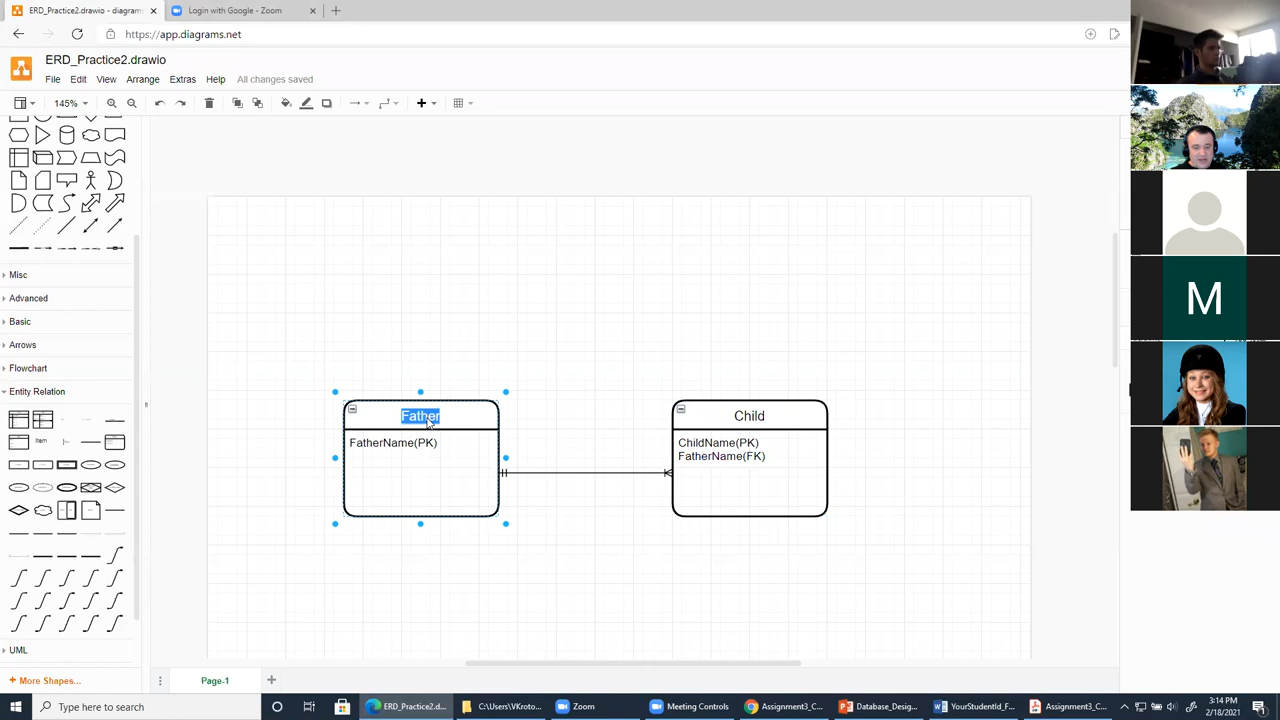 ERD_Practice2.drawio - diagrams
Login with Google - Zoom
https://app.diagrams.net
ERD_Practice2.drawio
File Edit View Arrange Extras Help All changes saved
145%
Misc
Advanced
Basic
Arrows
Flowchart
Entity Relation
UML
+ More Shapes...
Father
FatherName(PK)
Child
ChildName(PK)
FatherName(FK)
M
Page-1
Type here to search
ERD_Practice2.d...
C:\Users\VKroto...
Zoom
Meeting Controls
Assignment3_C...
Database_Desig...
YourStudentId_F...
Assignment3_C...
3:14 PM
2/18/2021